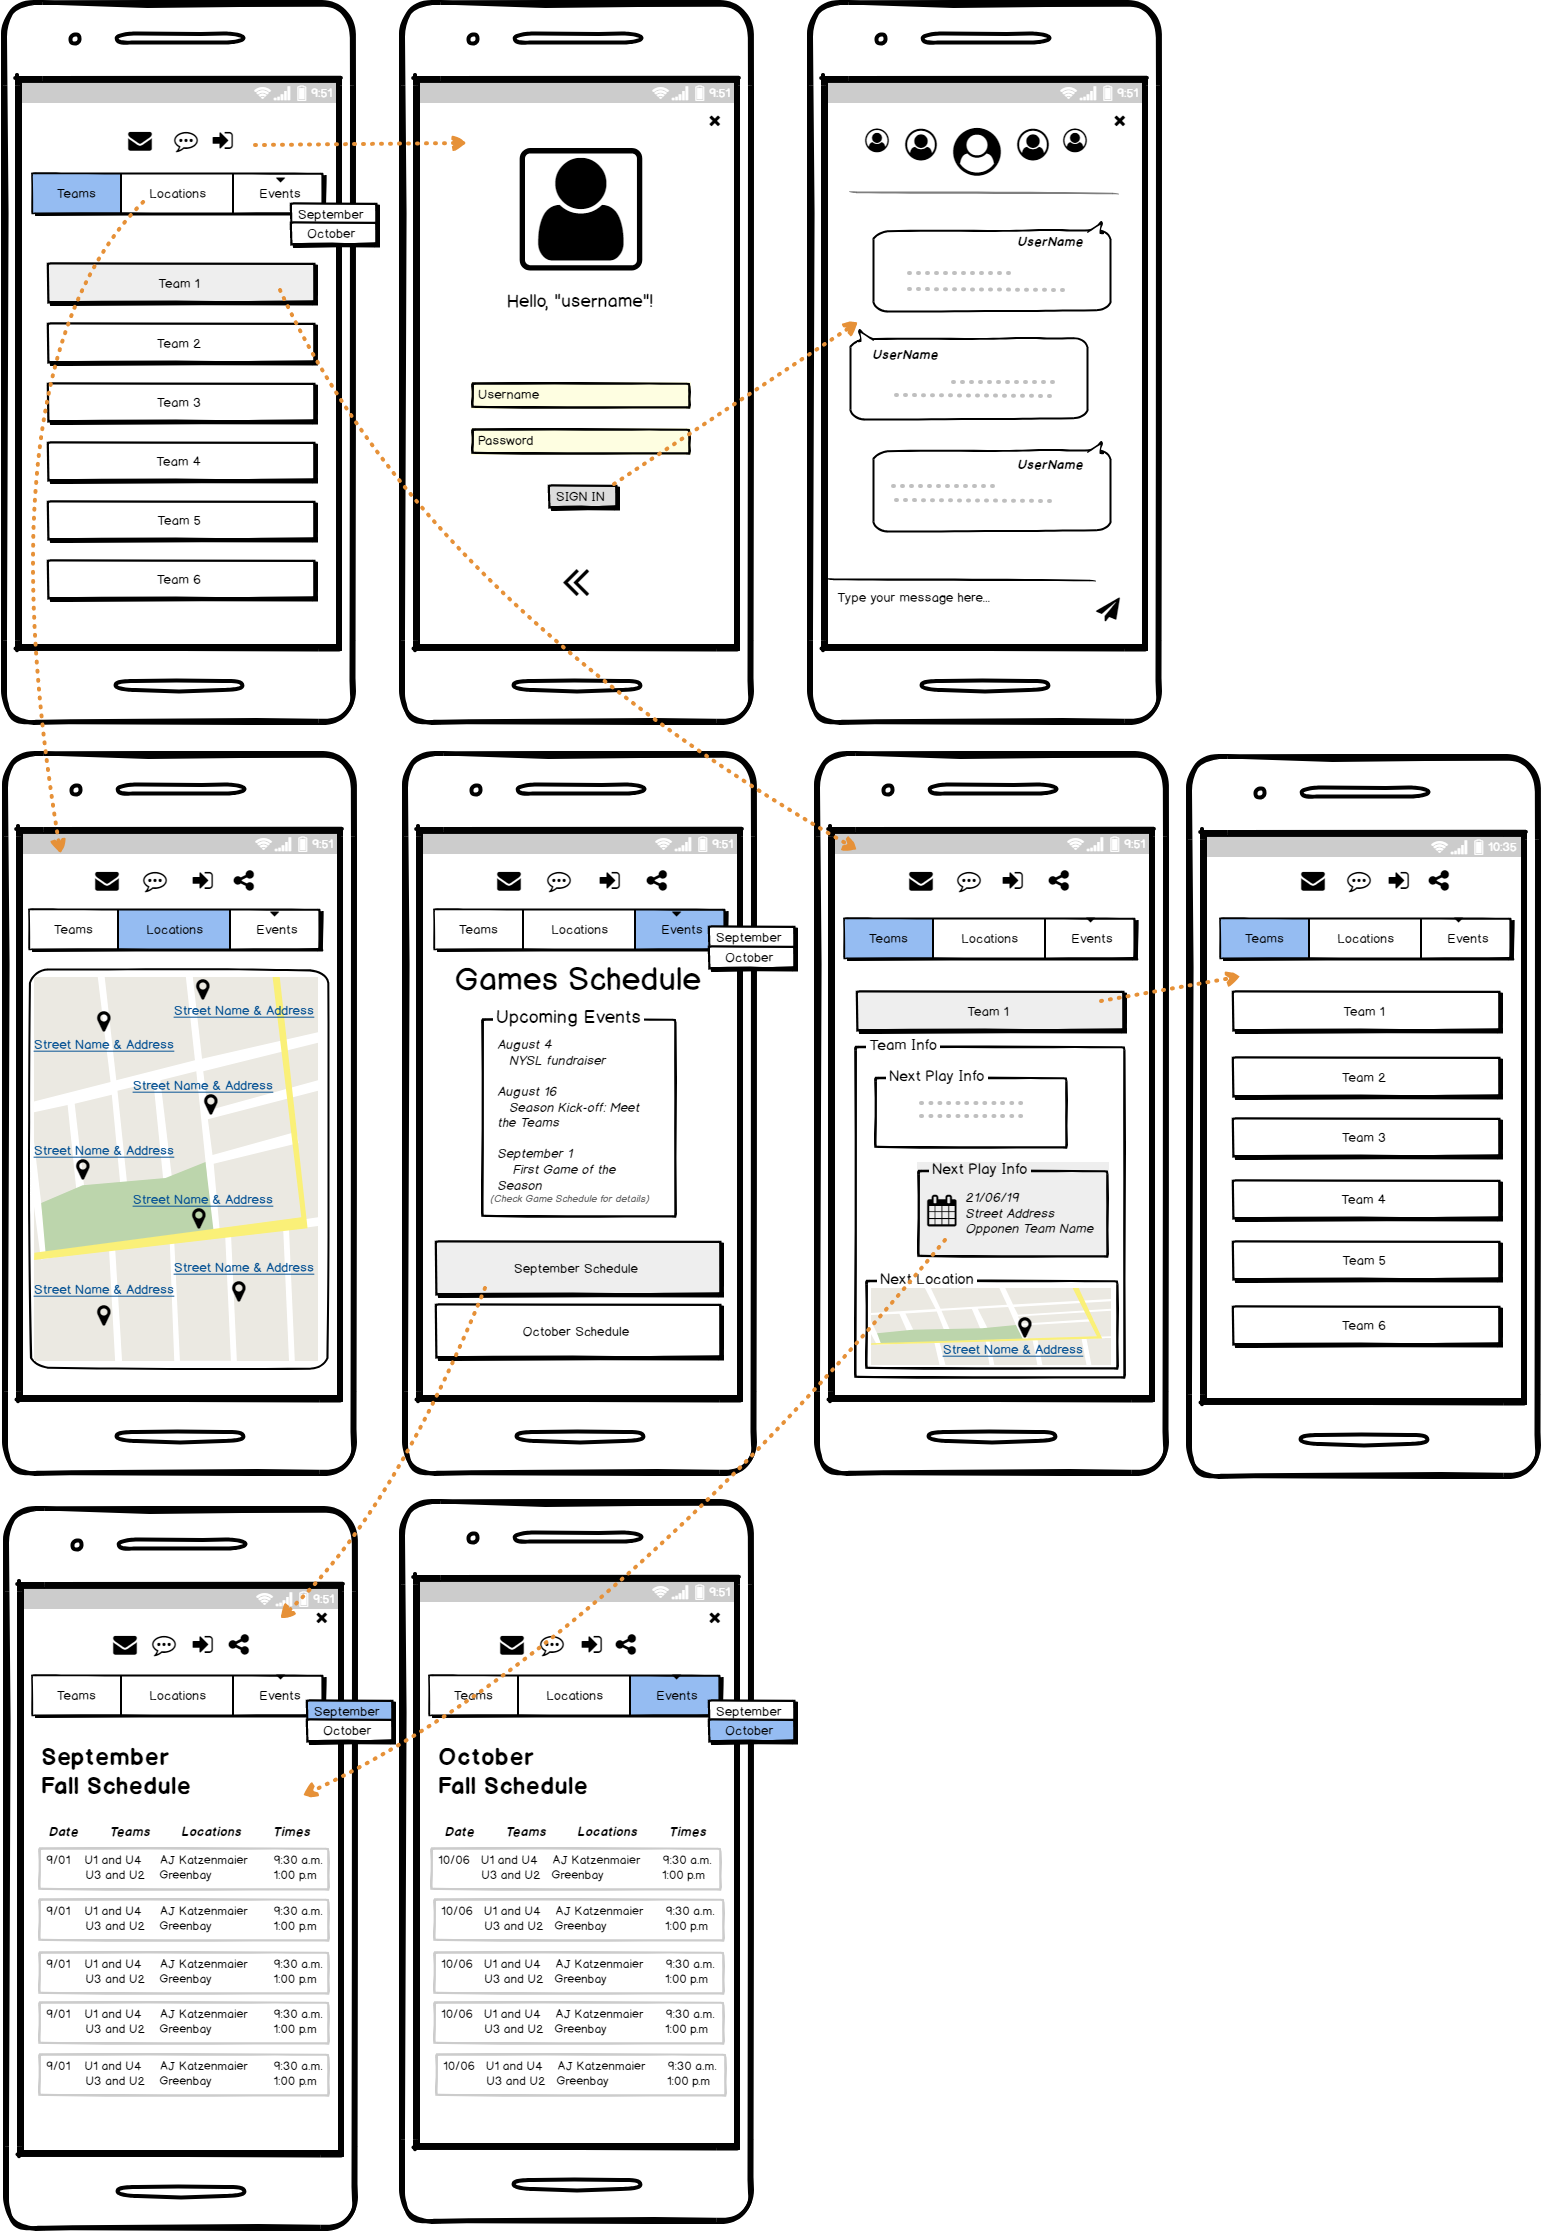 9:51
Teams Locations Events
September
October
Team 1
Team 2
Team 3
Team 4
Team 5
Team 6
9:51
Hello, "username"!
Username
Password
SIGN IN
9:51
UserName
UserName
UserName
Type your message here...
9:51
Teams Locations Events
Street Name & Address
Street Name & Address
Street Name & Address
Street Name & Address
Street Name & Address
Street Name & Address
Street Name & Address
9:51
Teams Locations Events
September
October
Games Schedule
Upcoming Events
August 4
NYSL fundraiser
August 16
Season Kick-off: Meet
the Teams
September 1
First Game of the
Season
(Check Game Schedule for details)
September Schedule
October Schedule
9:51
Teams Locations Events
Team 1
Team Info
Next Play Info
Next Play Info
21/06/19
Street Address
Opponen Team Name
Next Location
Street Name & Address
10:35
Teams Locations Events
Team 1
Team 2
Team 3
Team 4
Team 5
Team 6
9:51
Teams Locations Events
September
October
September
Fall Schedule
Date Teams Locations Times
9/01 U1 and U4 AJ Katzenmaier 9:30 a.m.
U3 and U2 Greenbay 1:00 p.m
9/01 U1 and U4 AJ Katzenmaier 9:30 a.m.
U3 and U2 Greenbay 1:00 p.m
9/01 U1 and U4 AJ Katzenmaier 9:30 a.m.
U3 and U2 Greenbay 1:00 p.m
9/01 U1 and U4 AJ Katzenmaier 9:30 a.m.
U3 and U2 Greenbay 1:00 p.m
9/01 U1 and U4 AJ Katzenmaier 9:30 a.m.
U3 and U2 Greenbay 1:00 p.m
9:51
Teams Locations Events
September
October
October
Fall Schedule
Date Teams Locations Times
10/06 U1 and U4 AJ Katzenmaier 9:30 a.m.
U3 and U2 Greenbay 1:00 p.m
10/06 U1 and U4 AJ Katzenmaier 9:30 a.m.
U3 and U2 Greenbay 1:00 p.m
10/06 U1 and U4 AJ Katzenmaier 9:30 a.m.
U3 and U2 Greenbay 1:00 p.m
10/06 U1 and U4 AJ Katzenmaier 9:30 a.m.
U3 and U2 Greenbay 1:00 p.m
10/06 U1 and U4 AJ Katzenmaier 9:30 a.m.
U3 and U2 Greenbay 1:00 p.m